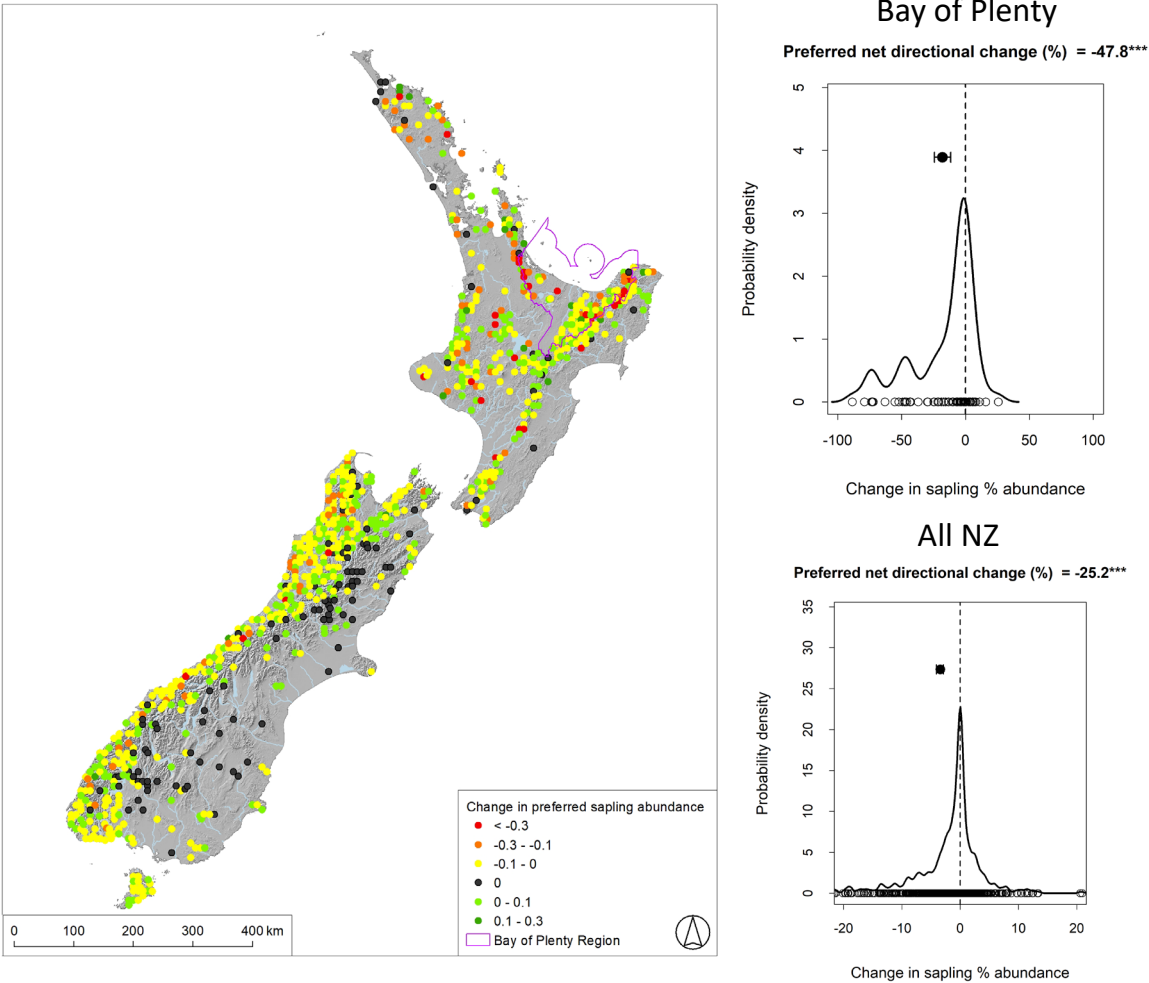 Change in preferred sapling abundance
< -0.3
-0.3 - -0.1
-0.1 - 0
0
0 - 0.1
0.1 - 0.3
Bay of Plenty Region
0 100 200 300 400 km
Bay of Plenty
Preferred net directional change (%) = -47.8***
Probability density
5
4
3
2
1
0
-100 -50 0 50 100
Change in sapling % abundance
All NZ
Preferred net directional change (%) = -25.2***
Probability density
35
30
25
20
15
10
5
0
-20 -10 0 10 20
Change in sapling % abundance